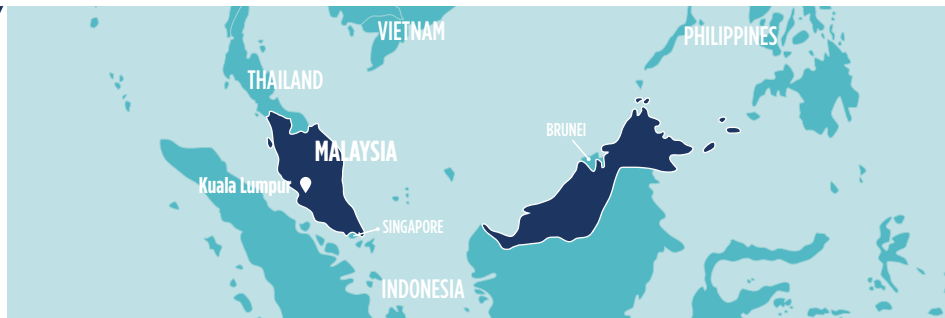 VIETNAM
PHILIPPINES
THAILAND
BRUNEI
MALAYSIA
Kuala Lumpur
SINGAPORE
INDONESIA